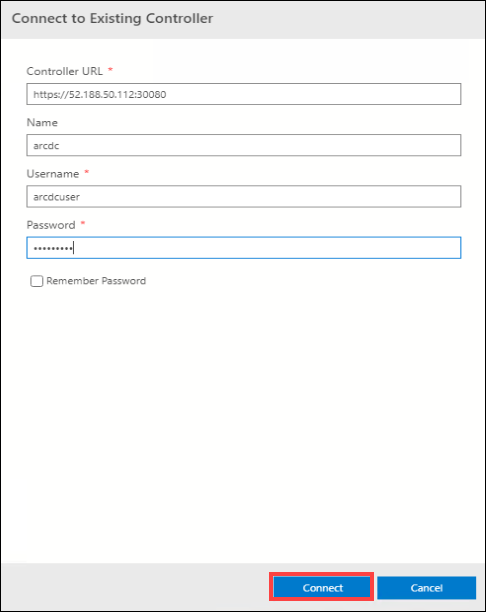 Connect to Existing Controller
Controller URL *
https://52.188.50.112:30080
Name
arcdc
Username *
arcdcuser
Password *
•••••••••
Remember Password
Connect Cancel